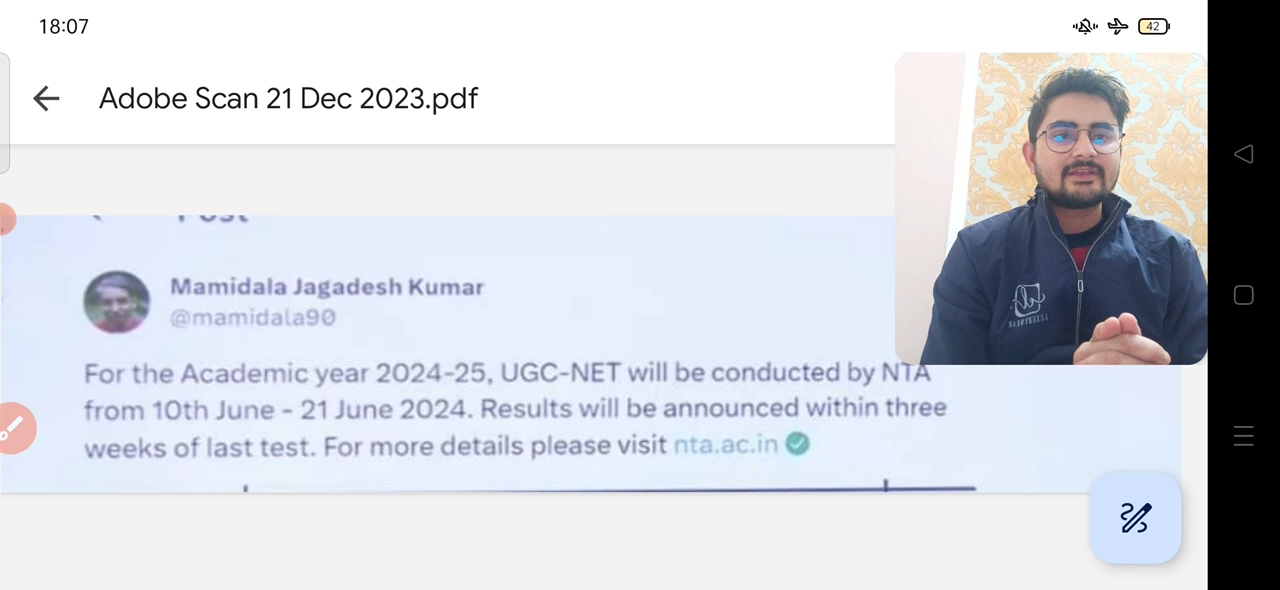 18:07
42
Adobe Scan 21 Dec 2023.pdf
Post
Mamidala Jagadesh Kumar
@mamidala90
For the Academic year 2024-25, UGC-NET will be conducted by NTA
from 10th June - 21 June 2024. Results will be announced within three
weeks of last test. For more details please visit nta.ac.in